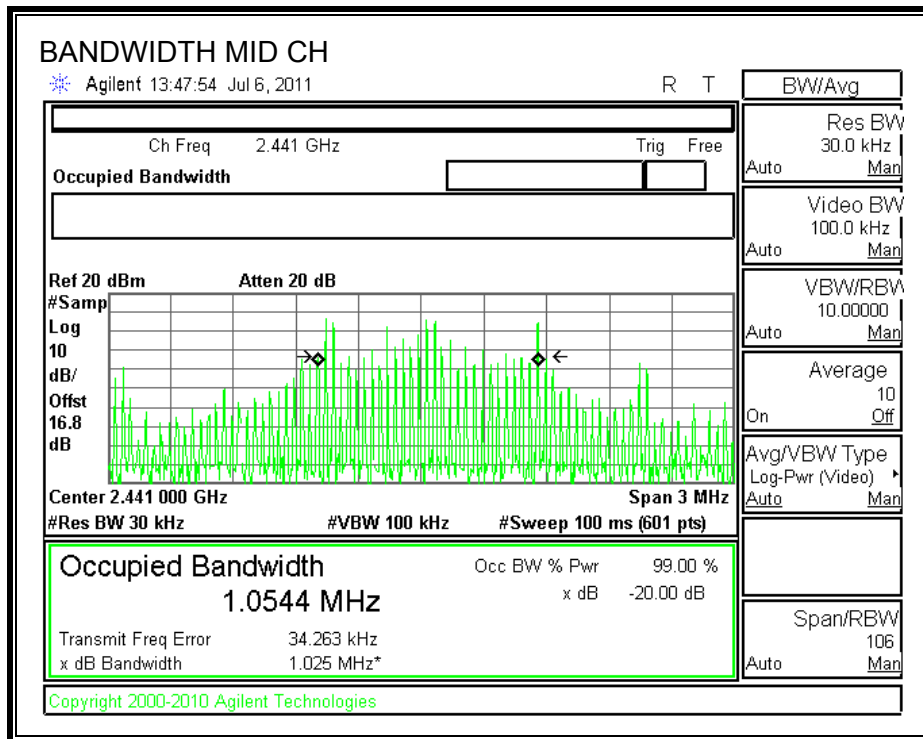 BANDWIDTH MID CH
Agilent 13:47:54 Jul 6, 2011
R T
BW/Avg
Ch Freq 2.441 GHz
Trig Free
Occupied Bandwidth
Res BW
30.0 kHz
Auto Man
Video BW
100.0 kHz
Auto Man
VBW/RBW
10.00000
Auto Man
Average
10
On Off
Avg/VBW Type
Log-Pwr (Video)
Auto Man
Span/RBW
106
Auto Man
Ref 20 dBm Atten 20 dB
#Samp
Log
10
dB/
Offst
16.8
dB
Center 2.441 000 GHz Span 3 MHz
#Res BW 30 kHz #VBW 100 kHz #Sweep 100 ms (601 pts)
Occupied Bandwidth
1.0544 MHz
Occ BW % Pwr 99.00 %
x dB -20.00 dB
Transmit Freq Error 34.263 kHz
x dB Bandwidth 1.025 MHz*
Copyright 2000-2010 Agilent Technologies